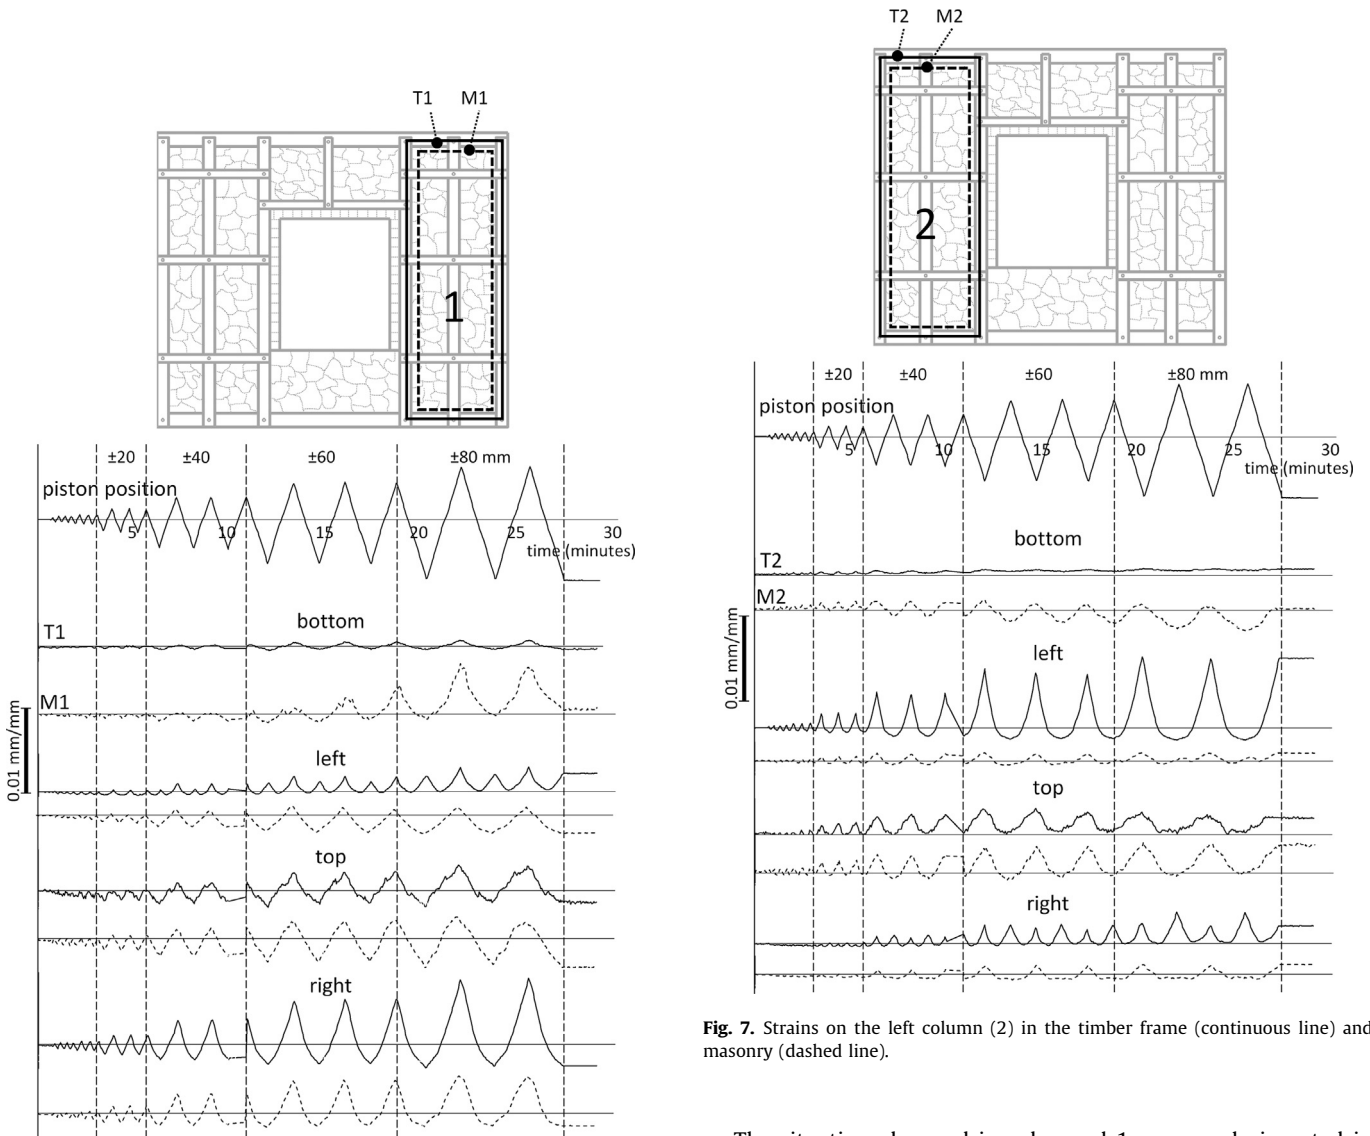 T1 M1
1
±20 ±40 ±60 ±80 mm
piston position
5 10 15 20 25 30
time (minutes)
bottom
T1
M1
0.01 mm/mm
left
top
right
T2 M2
2
±20 ±40 ±60 ±80 mm
piston position
5 10 15 20 25 30
time (minutes)
bottom
T2
M2
0.01 mm/mm
left
top
right
Fig. 7. Strains on the left column (2) in the timber frame (continuous line) and
masonry (dashed line).